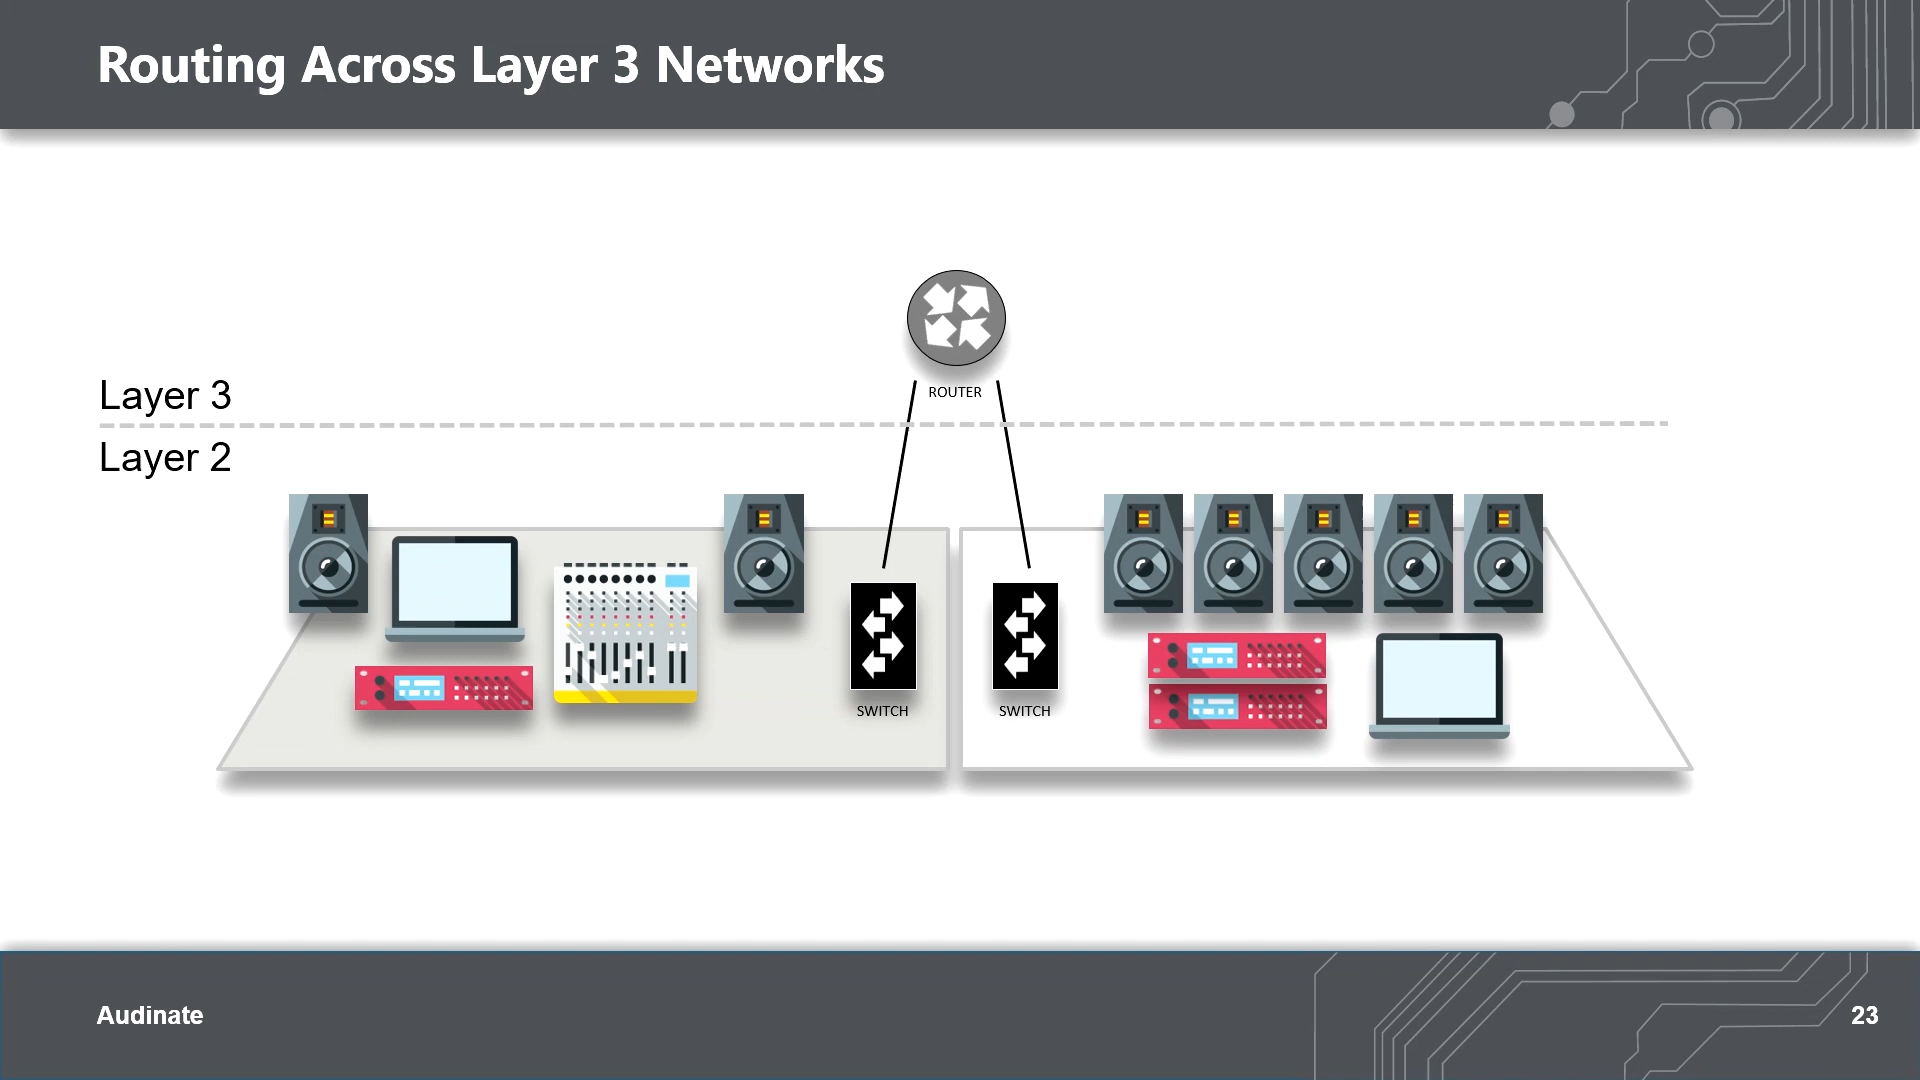 Routing Across Layer 3 Networks
ROUTER
Layer 3
Layer 2
SWITCH
SWITCH
Audinate
23